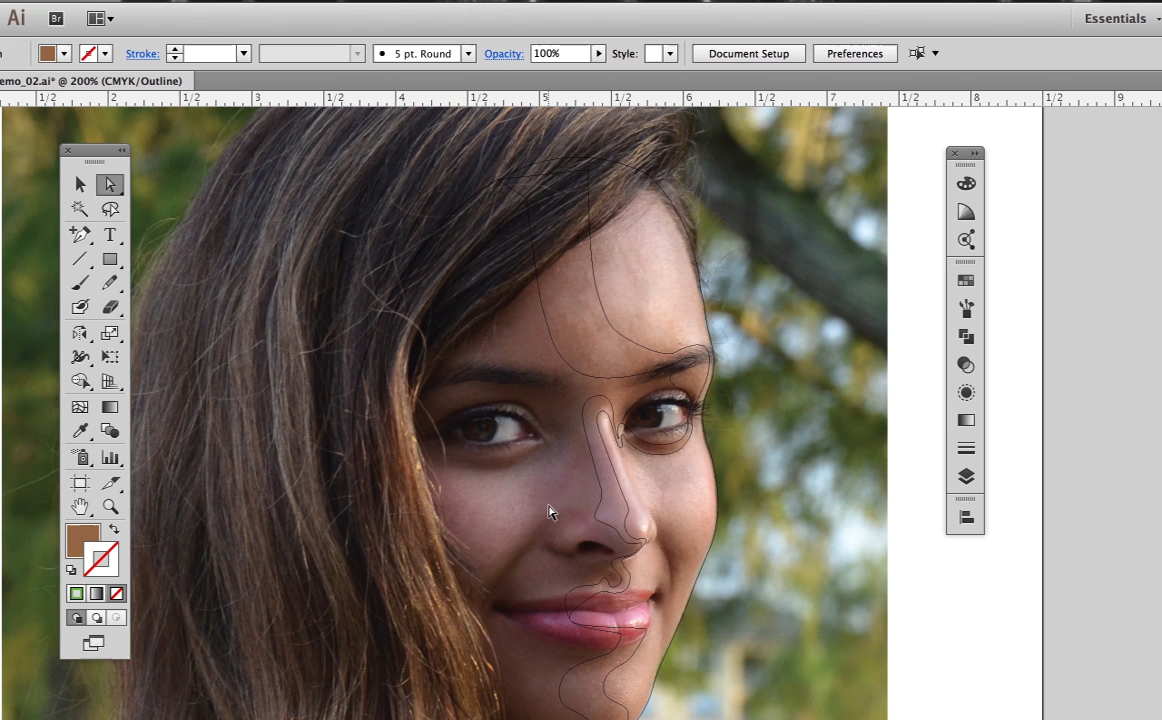 Ai Br Essentials
n Stroke: 5 pt. Round Opacity: 100% Style: Document Setup Preferences
emo_02.ai* @ 200% (CMYK/Outline)
1/2 2 1/2 3 1/2 4 1/2 5 1/2 6 1/2 7 1/2 8 1/2 9
T